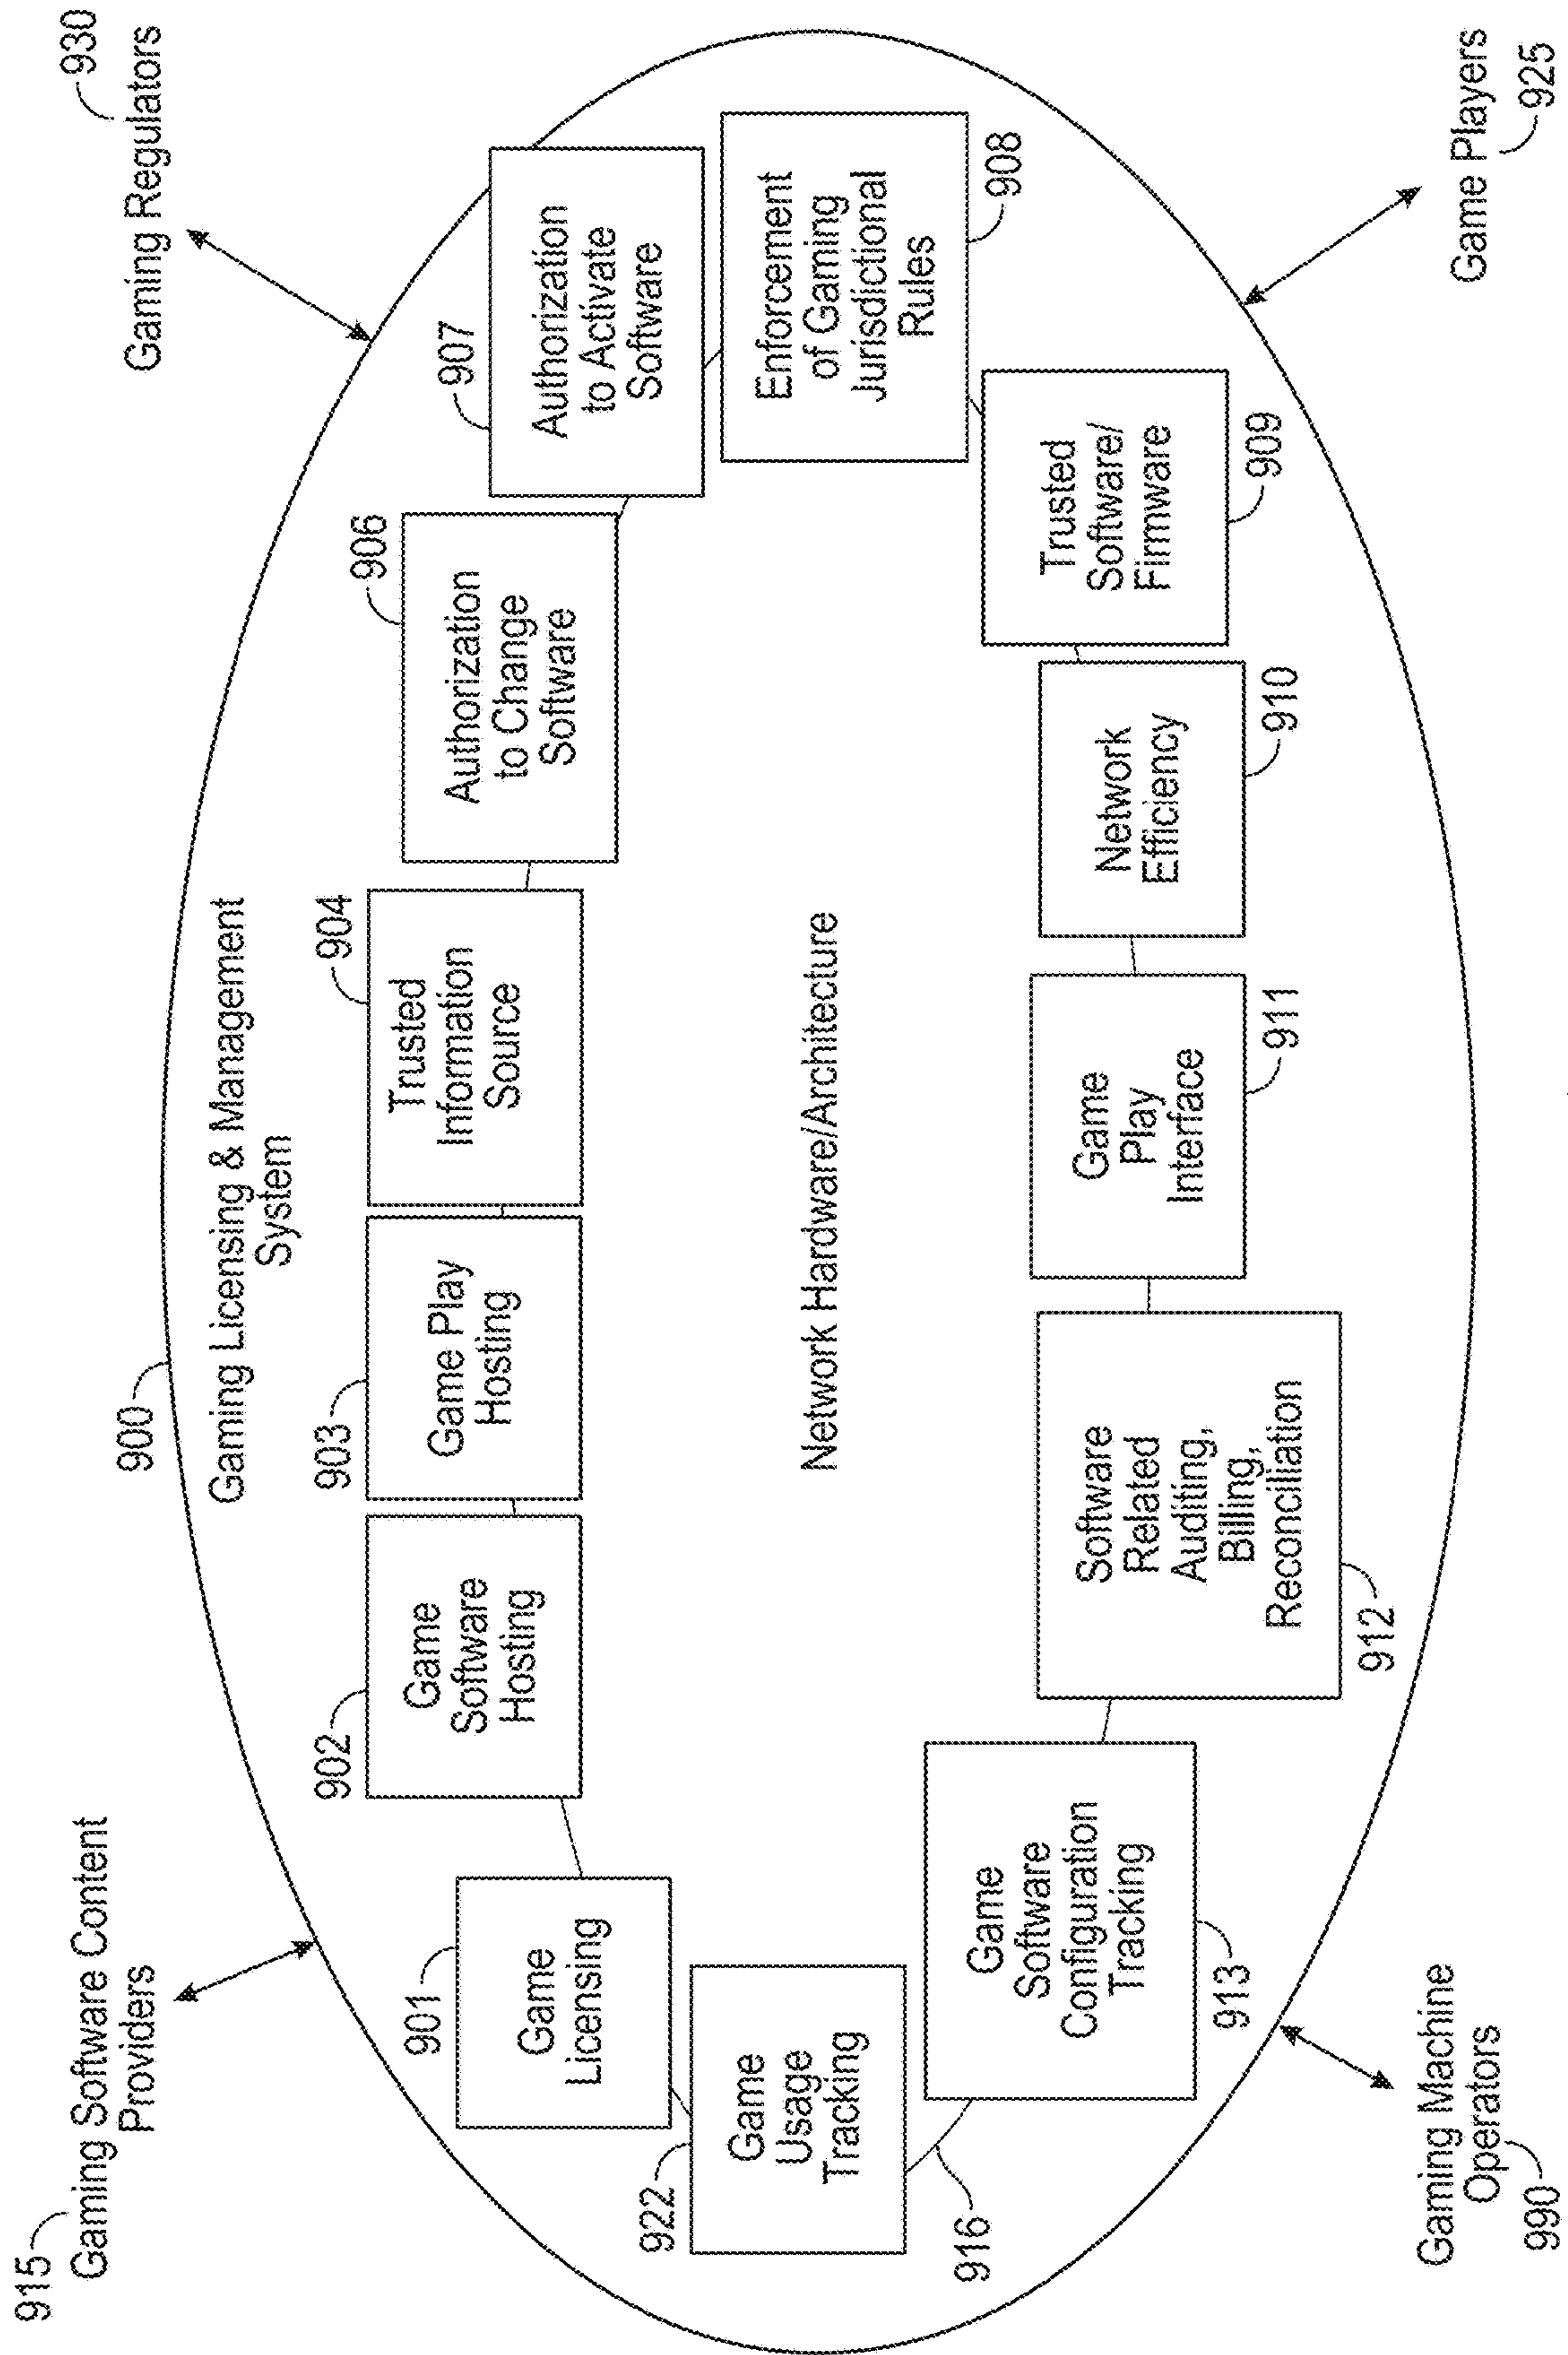 915
Gaming Software Content
Providers
930
Gaming Regulators
900
Gaming Licensing & Management
System
901
Game
Licensing
902
Game
Software
Hosting
903
Game Play
Hosting
904
Trusted
Information
Source
906
Authorization
to Change
Software
907
Authorization
to Activate
Software
922
Game
Usage
Tracking
916
Network Hardware/Architecture
Enforcement
of Gaming
Jurisdictional
Rules
908
Game
Software
Configuration
Tracking
913
Software
Related
Auditing,
Billing,
Reconciliation
912
Game
Play
Interface
911
Network
Efficiency
910
Trusted
Software/
Firmware
909
Gaming Machine
Operators
990
Game Players
925